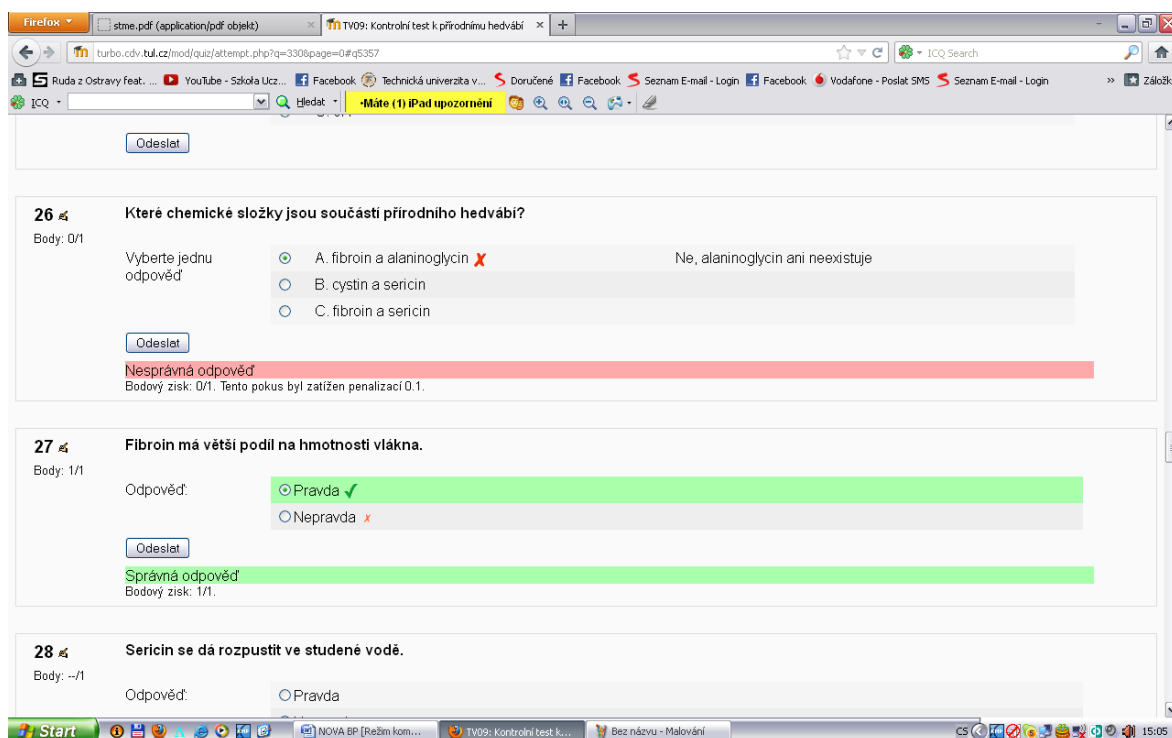 Firefox
stme.pdf (application/pdf objekt)
TV09: Kontrolní test k přírodnímu hedvábí
turbo.cdv.tul.cz/mod/quiz/attempt.php?q=330&page=0#q5357
ICQ Search
Ruda z Ostravy feat. ...
YouTube - Szkoła Ucz...
Facebook
Technická univerzita v...
Doručené
Facebook
Seznam E-mail - Login
Facebook
Vodafone - Poslat SMS
Seznam E-mail - Login
»
Záložk
ICQ
Hledat
•Máte (1) iPad upozornění
Odeslat
26
Body: 0/1
Které chemické složky jsou součástí přírodního hedvábí?
Vyberte jednu
odpověď
A. fibroin a alaninoglycin
Ne, alaninoglycin ani neexistuje
B. cystin a sericin
C. fibroin a sericin
Odeslat
Nesprávná odpověď
Bodový zisk: 0/1. Tento pokus byl zatížen penalizací 0.1.
27
Body: 1/1
Fibroin má větší podíl na hmotnosti vlákna.
Odpověď:
Pravda
Nepravda
Odeslat
Správná odpověď
Bodový zisk: 1/1.
28
Body: --/1
Sericin se dá rozpustit ve studené vodě.
Odpověď:
Pravda
Start
NOVA BP [Režim kom...
TV09: Kontrolní test k...
Bez názvu - Malování
CS
15:05